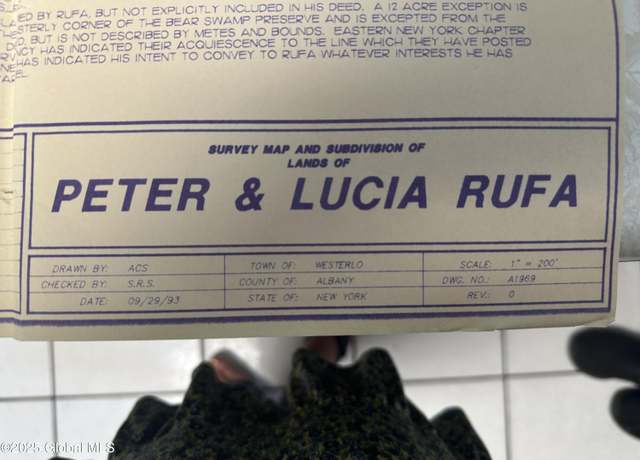 BY RUFA, BUT NOT EXPLICITLY INCLUDED IN HIS DEED. A 12 ACRE EXCEPTION IS
CORNER OF THE BEAR SWAMP PRESERVE AND IS EXCEPTED FROM THE
BUT IS NOT DESCRIBED BY METES AND BOUNDS. EASTERN NEW YORK CHAPTER
HAS INDICATED THEIR ACQUIESCENCE TO THE LINE WHICH THEY HAVE POSTED
HAS INDICATED HIS INTENT TO CONVEY TO RUFA WHATEVER INTERESTS HE HAS
SURVEY MAP AND SUBDIVISION OF
LANDS OF
PETER & LUCIA RUFA
DRAWN BY: ACS TOWN OF: WESTERLO SCALE: 1" = 200'
CHECKED BY: S.R.S. COUNTY OF: ALBANY DWG. NO.: A1969
DATE: 09/29/93 STATE OF: NEW YORK REV.: 0
©2025 Global MLS